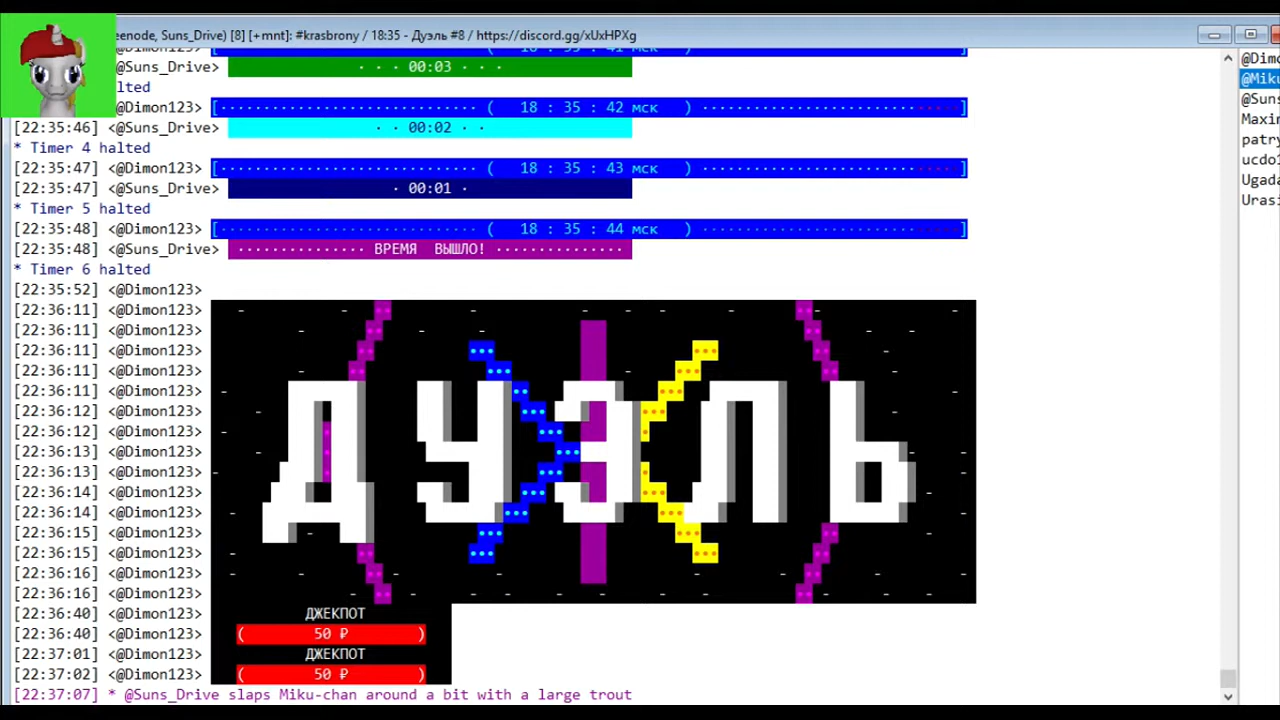 eenode, Suns_Drive) [8] [+mnt]: #krasbrony / 18:35 - Дуэль #8 / https://discord.gg/xUxHPXg
@Dimon123> 18 : 35 : 41 мск
@Suns_Drive> · · · 00:03 · · ·
lted
@Dimon123> [ ( 18 : 35 : 42 мск ) ]
[22:35:46] <@Suns_Drive> · · 00:02 · ·
* Timer 4 halted
[22:35:47] <@Dimon123> [ ( 18 : 35 : 43 мск ) ]
[22:35:47] <@Suns_Drive> · 00:01 ·
* Timer 5 halted
[22:35:48] <@Dimon123> [ ( 18 : 35 : 44 мск ) ]
[22:35:48] <@Suns_Drive> ··············· ВРЕМЯ ВЫШЛО! ···············
* Timer 6 halted
[22:35:52] <@Dimon123>
[22:36:11] <@Dimon123>
[22:36:11] <@Dimon123>
[22:36:11] <@Dimon123>
[22:36:11] <@Dimon123>
[22:36:11] <@Dimon123>
[22:36:12] <@Dimon123>
[22:36:12] <@Dimon123>
[22:36:13] <@Dimon123>
[22:36:13] <@Dimon123>
[22:36:14] <@Dimon123>
[22:36:14] <@Dimon123>
[22:36:15] <@Dimon123>
[22:36:15] <@Dimon123>
[22:36:16] <@Dimon123>
[22:36:16] <@Dimon123>
ДУЭЛЬ
[22:36:40] <@Dimon123> ДЖЕКПОТ
[22:36:40] <@Dimon123> ( 50 ₽ )
[22:37:01] <@Dimon123> ДЖЕКПОТ
[22:37:02] <@Dimon123> ( 50 ₽ )
[22:37:07] * @Suns_Drive slaps Miku-chan around a bit with a large trout
@Dimo
@Miku
@Suns
Maxim
patry
ucdo1
Ugada
Urasi